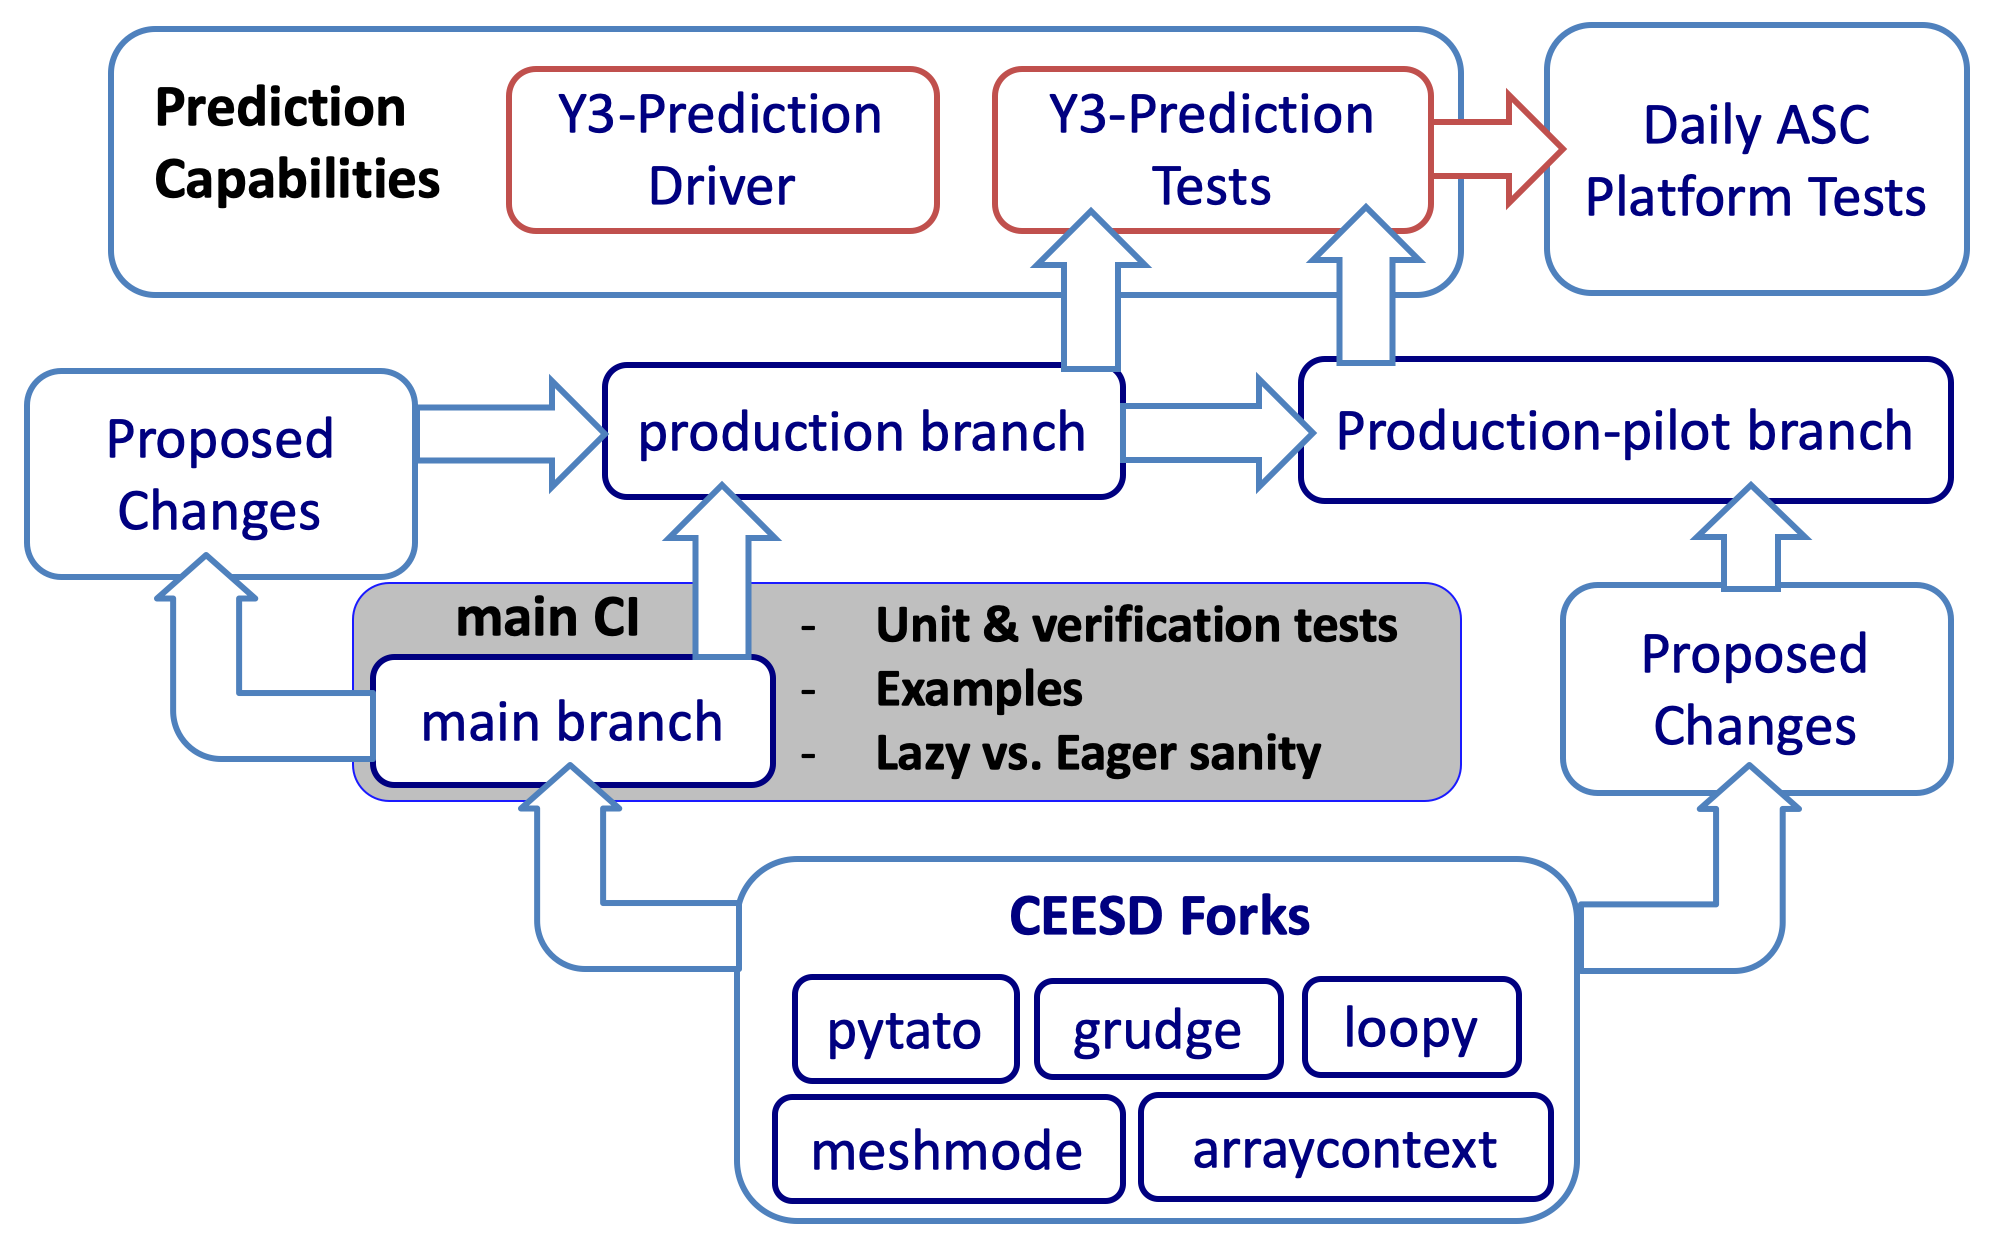 Prediction
Capabilities
Y3-Prediction
Driver
Y3-Prediction
Tests
Daily ASC
Platform Tests
Proposed
Changes
production branch
Production-pilot branch
main CI
main branch
- Unit & verification tests
- Examples
- Lazy vs. Eager sanity
Proposed
Changes
CEESD Forks
pytato
grudge
loopy
meshmode
arraycontext